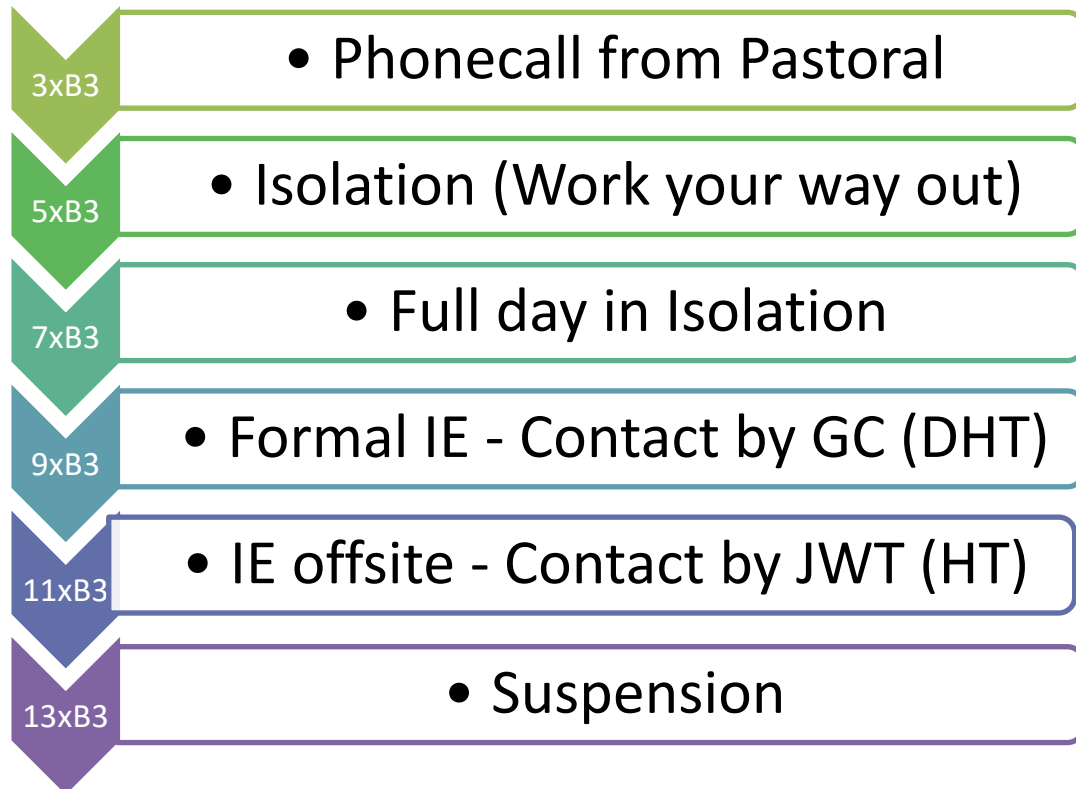 3xB3
• Phonecall from Pastoral
5xB3
• Isolation (Work your way out)
7xB3
• Full day in Isolation
9xB3
• Formal IE - Contact by GC (DHT)
11xB3
• IE offsite - Contact by JWT (HT)
13xB3
• Suspension